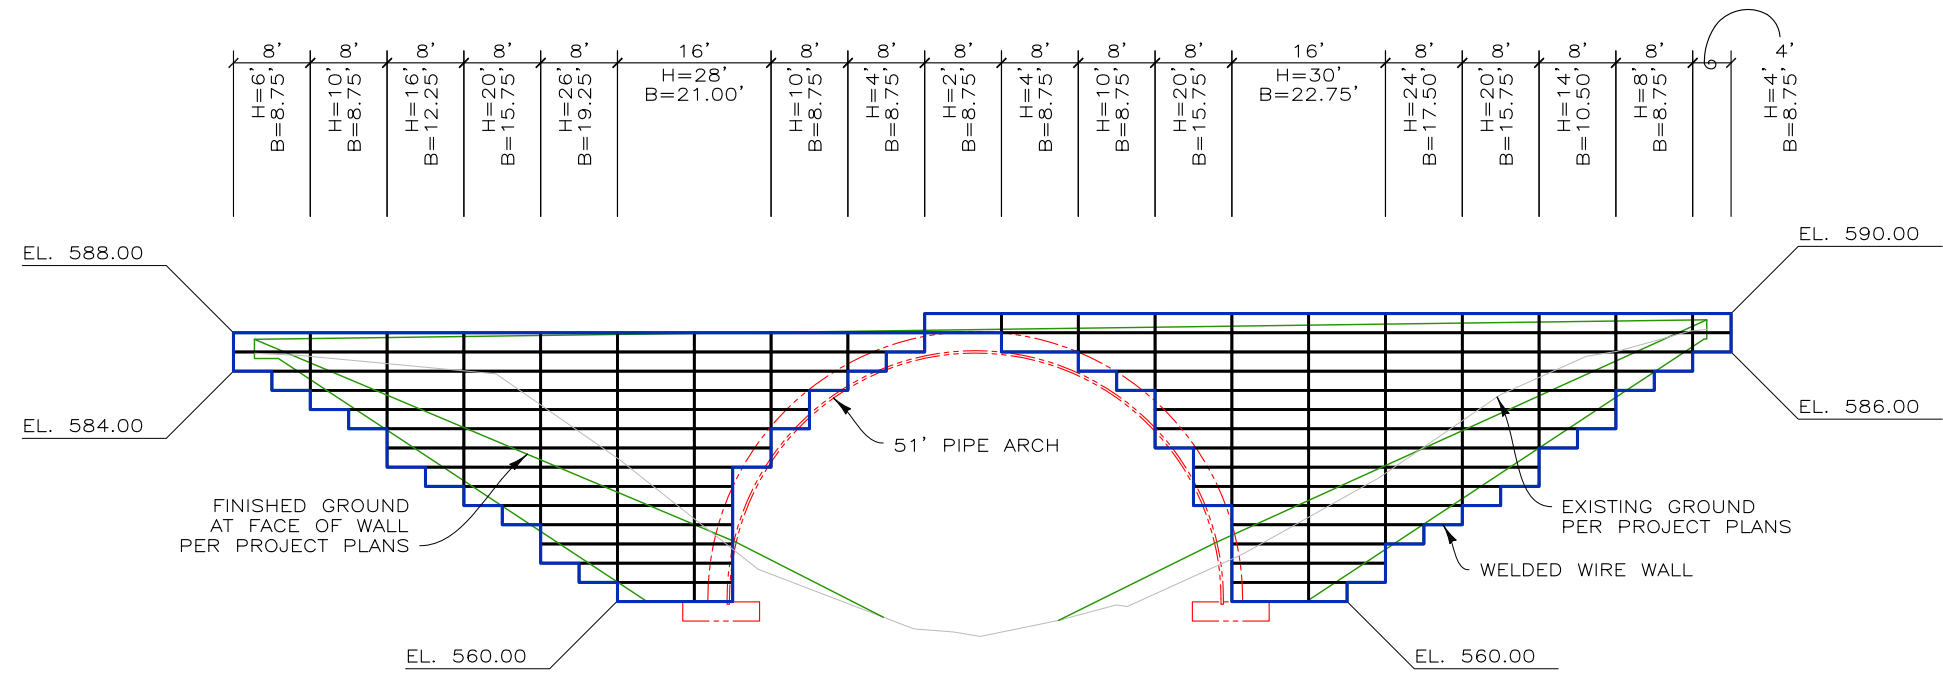 8'
8'
8'
8'
8'
16'
8'
8'
8'
8'
8'
8'
16'
8'
8'
8'
8'
4'
H=6'
B=8.75'
H=10'
B=8.75'
H=16'
B=12.25'
H=20'
B=15.75'
H=26'
B=19.25'
H=28'
B=21.00'
H=10'
B=8.75'
H=4'
B=8.75'
H=2'
B=8.75'
H=4'
B=8.75'
H=10'
B=8.75'
H=20'
B=15.75'
H=30'
B=22.75'
H=24'
B=17.50'
H=20'
B=15.75'
H=14'
B=10.50'
H=8'
B=8.75'
H=4'
B=8.75'
EL. 588.00
EL. 590.00
EL. 584.00
EL. 586.00
51' PIPE ARCH
FINISHED GROUND
AT FACE OF WALL
PER PROJECT PLANS
EXISTING GROUND
PER PROJECT PLANS
WELDED WIRE WALL
EL. 560.00
EL. 560.00